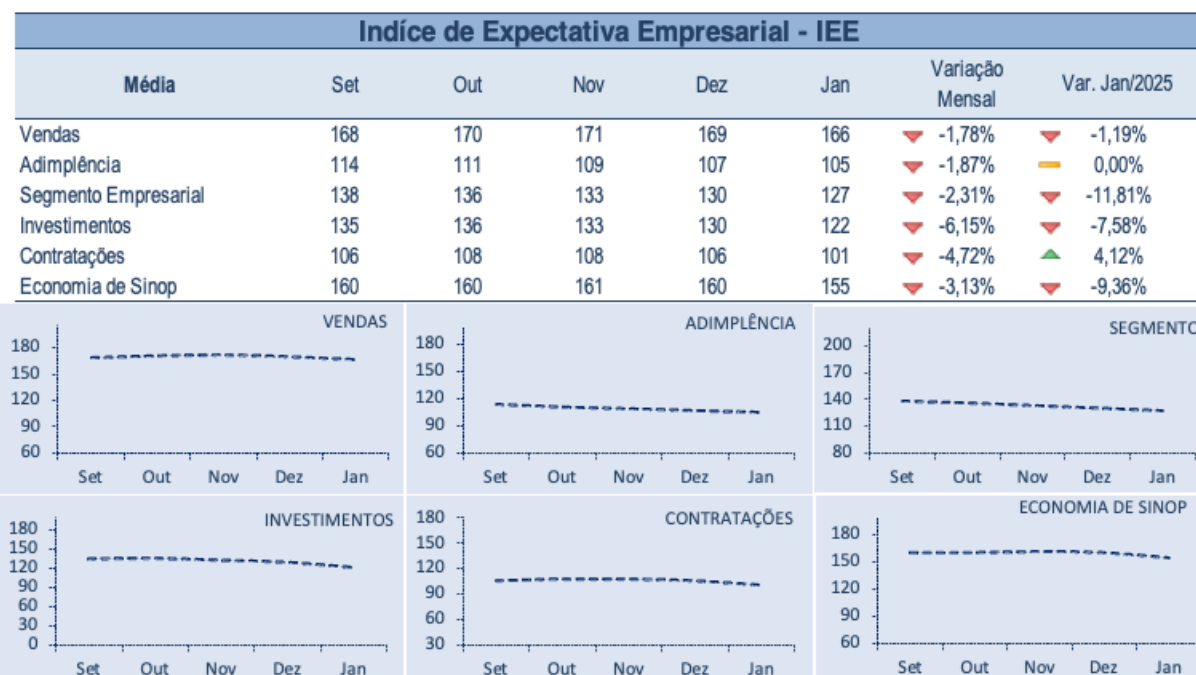 Indíce de Expectativa Empresarial - IEE
Média Set Out Nov Dez Jan Variação Mensal Var. Jan/2025
Vendas 168 170 171 169 166 -1,78% -1,19%
Adimplência 114 111 109 107 105 -1,87% 0,00%
Segmento Empresarial 138 136 133 130 127 -2,31% -11,81%
Investimentos 135 136 133 130 122 -6,15% -7,58%
Contratações 106 108 108 106 101 -4,72% 4,12%
Economia de Sinop 160 160 161 160 155 -3,13% -9,36%
VENDAS
180
150
120
90
60
Set Out Nov Dez Jan
ADIMPLÊNCIA
180
150
120
90
60
Set Out Nov Dez Jan
SEGMENTO
200
170
140
110
80
Set Out Nov Dez Jan
INVESTIMENTOS
180
150
120
90
60
30
0
Set Out Nov Dez Jan
CONTRATAÇÕES
180
150
120
90
60
30
Set Out Nov Dez Jan
ECONOMIA DE SINOP
180
150
120
90
60
Set Out Nov Dez Jan